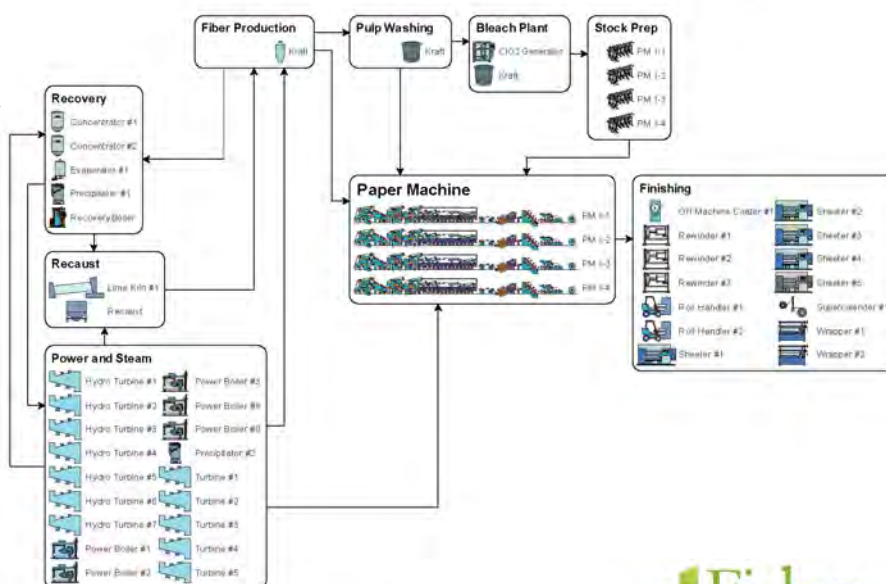 Fiber Production
Kraft
Pulp Washing
Kraft
Bleach Plant
ClO2 Generator
Kraft
Stock Prep
PM I-1
PM I-2
PM I-3
PM I-4
Recovery
Concentrator #1
Concentrator #2
Evaporator #1
Precipitator #1
Recovery Boiler
Recaust
Lime Kiln #1
Recaust
Paper Machine
PM I-1
PM I-2
PM I-3
PM I-4
Finishing
Off Machine Coater #1
Rewinder #1
Rewinder #2
Rewinder #3
Roll Handler #1
Roll Handler #2
Sheeter #1
Sheeter #2
Sheeter #3
Sheeter #4
Sheeter #5
Supercalender #
Wrapper #1
Wrapper #2
Power and Steam
Hydro Turbine #1
Hydro Turbine #2
Hydro Turbine #3
Hydro Turbine #4
Hydro Turbine #5
Hydro Turbine #6
Hydro Turbine #7
Power Boiler #1
Power Boiler #2
Power Boiler
Power Boiler
Power Boiler
Precipitator #2
Turbine #1
Turbine #2
Turbine #3
Turbine #4
Turbine #5